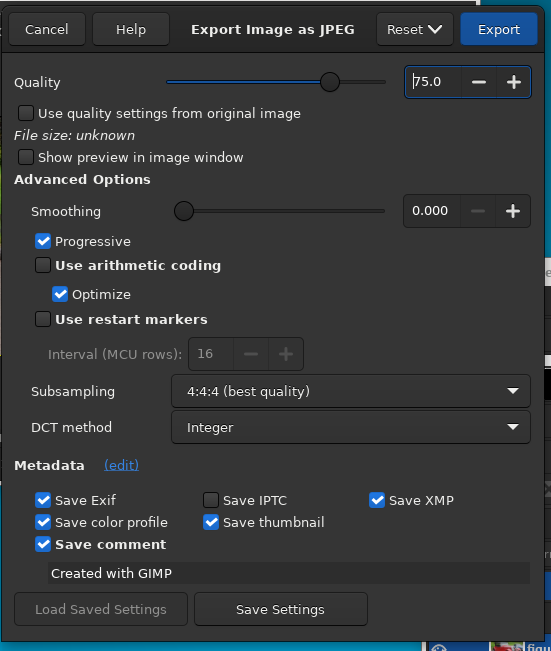 Cancel Help Export Image as JPEG Reset Export
Quality 75.0
Use quality settings from original image
File size: unknown
Show preview in image window
Advanced Options
Smoothing 0.000
Progressive
Use arithmetic coding
Optimize
Use restart markers
Interval (MCU rows): 16
Subsampling 4:4:4 (best quality)
DCT method Integer
Metadata (edit)
Save Exif Save IPTC Save XMP
Save color profile Save thumbnail
Save comment
Created with GIMP
Load Saved Settings Save Settings